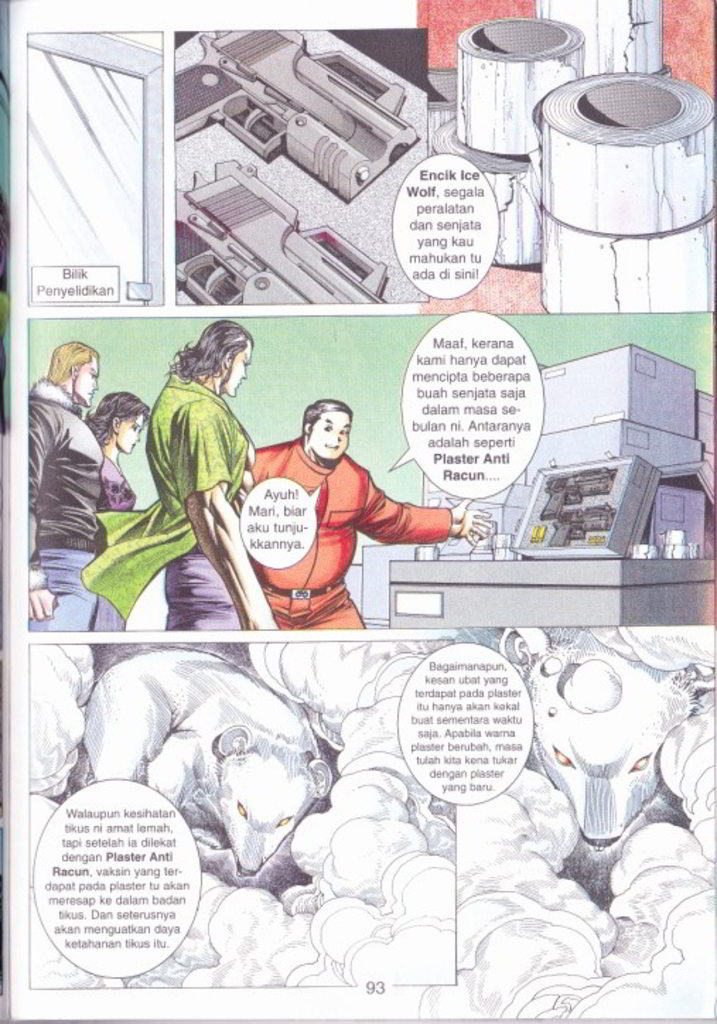 Bilik
Penyelidikan
Encik Ice
Wolf, segala
peralatan
dan senjata
yang kau
mahukan tu
ada di sini!
Maaf, kerana
kami hanya dapat
mencipta beberapa
buah senjata saja
dalam masa se-
bulan. Antaranya
adalah seperti
Plaster Anti
Racun....
Ayuh!
Mari, biar
aku tunju-
kkannya.
Walaupun kesihatan
tikus ni amat lemah,
tapi setelah ia dilekat
dengan Plaster Anti
Racun, vaksin yang ter-
dapat pada plaster tu akan
meresap ke dalam badan
tikus. Dan seterusnya
akan menguatkan daya
ketahanan tikus itu.
Bagaimanapun,
kesan ubat yang
terdapat pada plaster
itu hanya akan kekal
buat sementara waktu
saja. Apabila warna
plaster berubah, masa
tulah kita kena tukar
dengan plaster
yang baru.
93